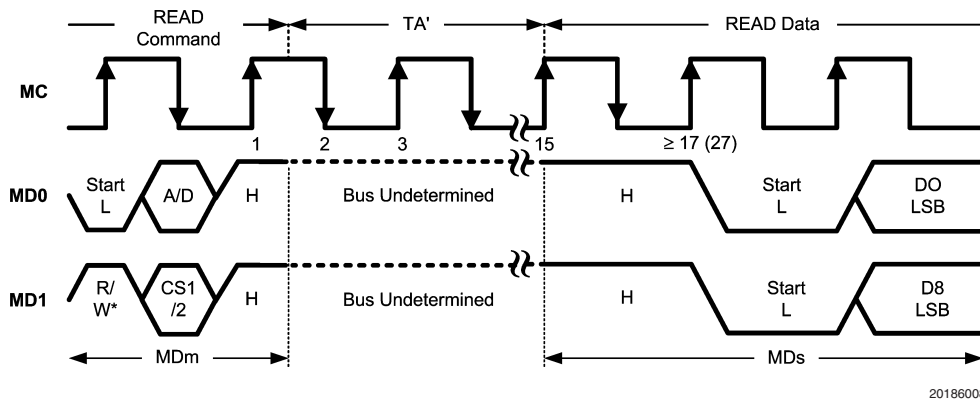 READ
Command
TA'
READ Data
MC
1
2
3
15
≥ 17 (27)
MD0
Start
L
A/D
H
Bus Undetermined
H
Start
L
DO
LSB
MD1
R/
W*
CS1
/2
H
Bus Undetermined
H
Start
L
D8
LSB
MDm
MDs
2018600